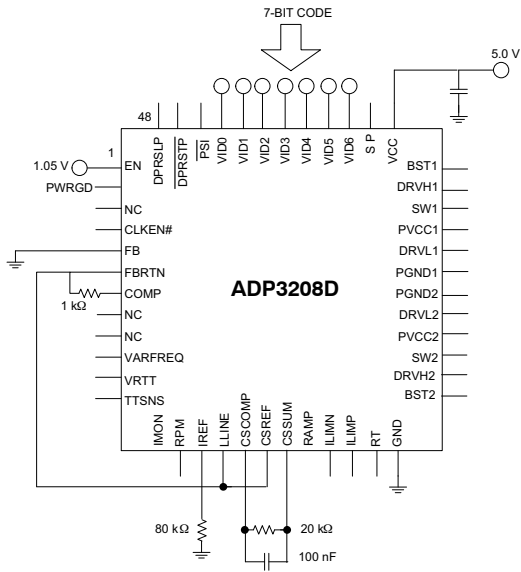 7-BIT CODE
5.0 V
48
DPRSLP
DPRSTP
PSI
VID0
VID1
VID2
VID3
VID4
VID5
VID6
S P
VCC
1
1.05 V
EN
PWRGD
NC
CLKEN#
FB
FBRTN
COMP
1 kΩ
NC
NC
VARFREQ
VRTT
TTSNS
ADP3208D
BST1
DRVH1
SW1
PVCC1
DRVL1
PGND1
PGND2
DRVL2
PVCC2
SW2
DRVH2
BST2
IMON
RPM
IREF
LLINE
CSCOMP
CSREF
CSSUM
RAMP
ILIMN
ILIMP
RT
GND
80 kΩ
20 kΩ
100 nF